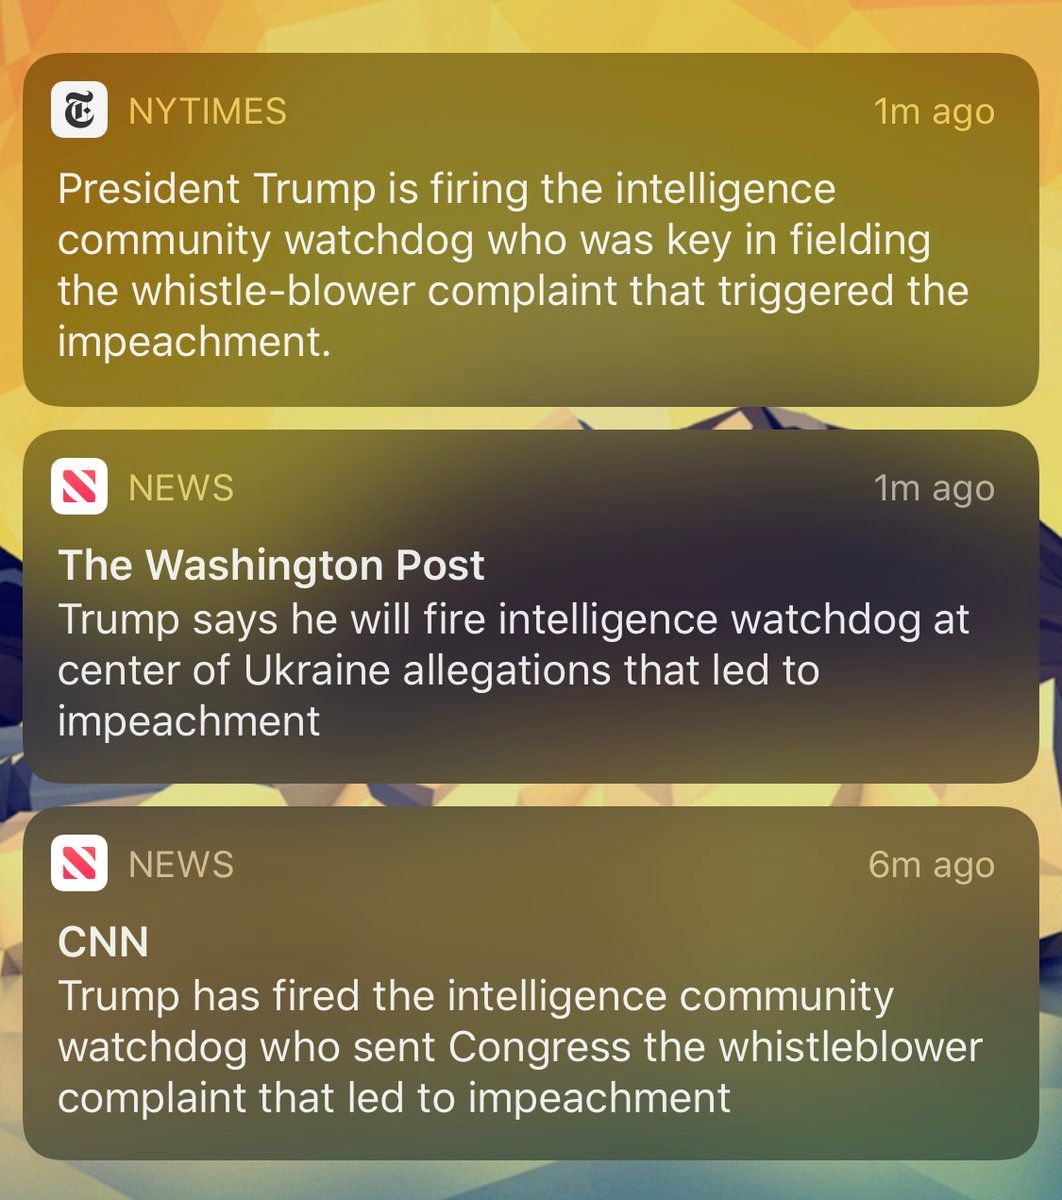 NYTIMES 1m ago
President Trump is firing the intelligence
community watchdog who was key in fielding
the whistle-blower complaint that triggered the
impeachment.
NEWS 1m ago
The Washington Post
Trump says he will fire intelligence watchdog at
center of Ukraine allegations that led to
impeachment
NEWS 6m ago
CNN
Trump has fired the intelligence community
watchdog who sent Congress the whistleblower
complaint that led to impeachment